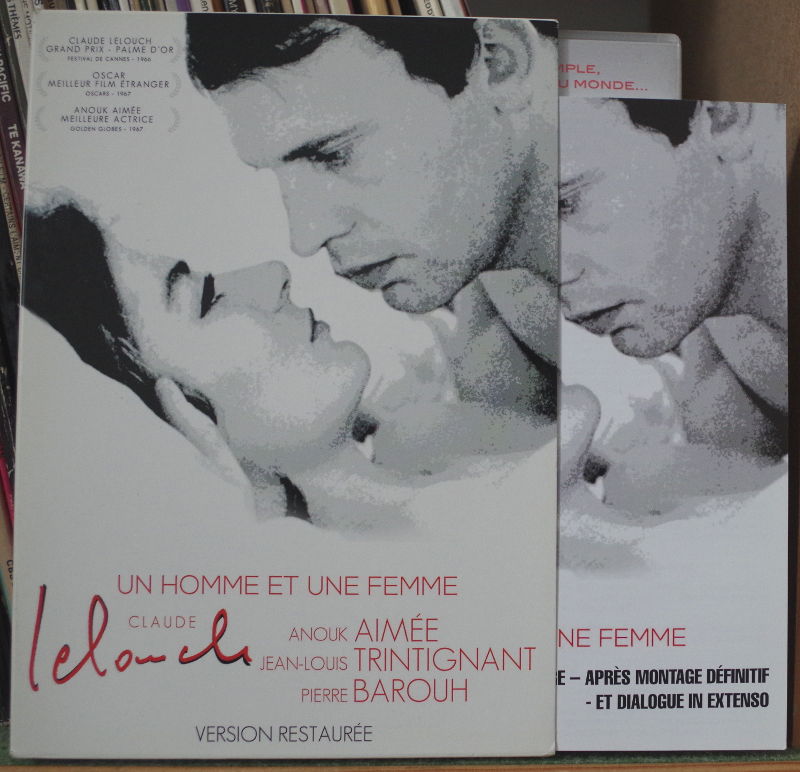 CLAUDE LELOUCH
GRAND PRIX - PALME D'OR
FESTIVAL DE CANNES - 1966
OSCAR
MEILLEUR FILM ÉTRANGER
OSCARS - 1967
ANOUK AIMÉE
MEILLEURE ACTRICE
GOLDEN GLOBES - 1967
UN HOMME ET UNE FEMME
CLAUDE
lelouch
ANOUK AIMÉE
JEAN-LOUIS TRINTIGNANT
PIERRE BAROUH
VERSION RESTAURÉE
MPLE,
U MONDE...
NE FEMME
E – APRÈS MONTAGE DÉFINITIF
- ET DIALOGUE IN EXTENSO
THÈMES
PACIFIC
TE KANAWA